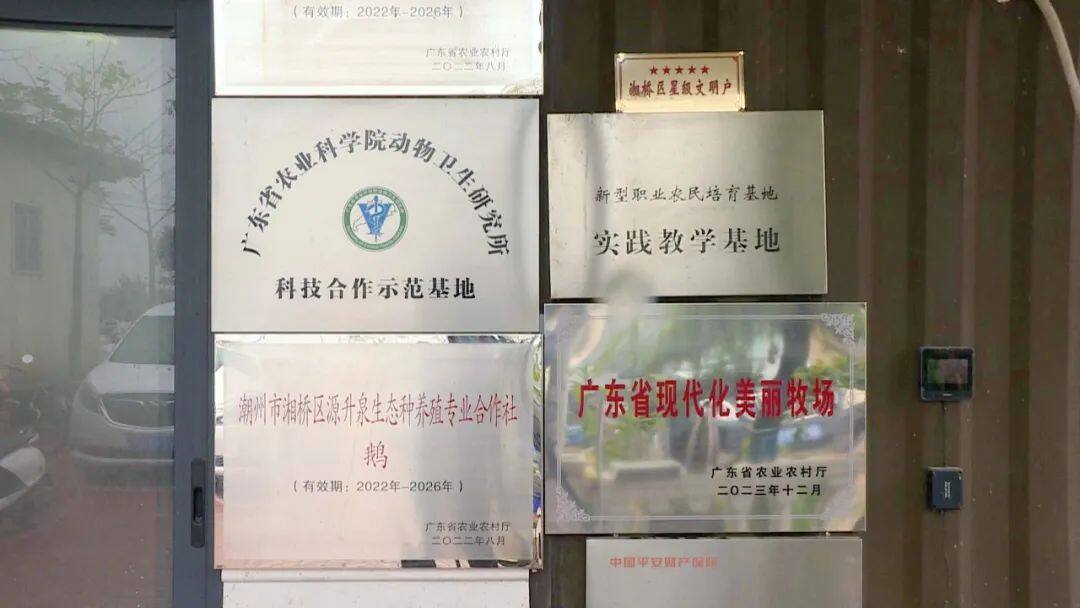 （有效期：2022年-2026年）
广东省农业农村厅
二〇二二年八月
广东省农业科学院动物卫生研究所
科技合作示范基地
潮州市湘桥区源升泉生态种养殖专业合作社
鹅
（有效期：2022年-2026年）
广东省农业农村厅
二〇二二年八月
★★★★★
湘桥区星级文明户
新型职业农民培育基地
实践教学基地
广东省现代化美丽牧场
广东省农业农村厅
二〇二三年十二月
中国平安财产保险